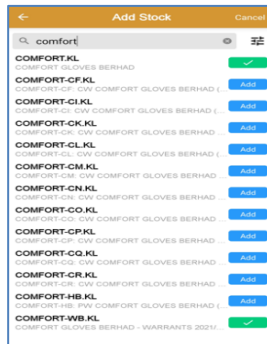 Add Stock
Cancel
comfort
COMFORT.KL
COMFORT GLOVES BERHAD
COMFORT-CF.KL
COMFORT-CF: CW COMFORT GLOVES BERHAD (...
Add
COMFORT-CI.KL
COMFORT-CI: CW COMFORT GLOVES BERHAD (...
Add
COMFORT-CK.KL
COMFORT-CK: CW COMFORT GLOVES BERHAD ...
Add
COMFORT-CL.KL
COMFORT-CL: CW COMFORT GLOVES BERHAD (...
Add
COMFORT-CM.KL
COMFORT-CM: CW COMFORT GLOVES BERHAD ...
Add
COMFORT-CN.KL
COMFORT-CN: CW COMFORT GLOVES BERHAD ...
Add
COMFORT-CO.KL
COMFORT-CO: CW COMFORT GLOVES BERHAD ...
Add
COMFORT-CP.KL
COMFORT-CP: CW COMFORT GLOVES BERHAD ...
Add
COMFORT-CQ.KL
COMFORT-CQ: CW COMFORT GLOVES BERHAD ...
Add
COMFORT-CR.KL
COMFORT-CR: CW COMFORT GLOVES BERHAD ...
Add
COMFORT-HB.KL
COMFORT-HB: PW COMFORT GLOVES BERHAD (...
Add
COMFORT-WB.KL
COMFORT GLOVES BERHAD - WARRANTS 2021/...